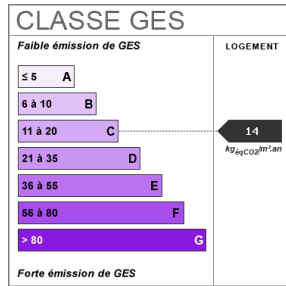 CLASSE GES
Faible émission de GES
LOGEMENT
≤ 5 A
6 à 10 B
11 à 20 C
14
kgéqCO2/m².an
21 à 35 D
36 à 55 E
56 à 80 F
> 80 G
Forte émission de GES